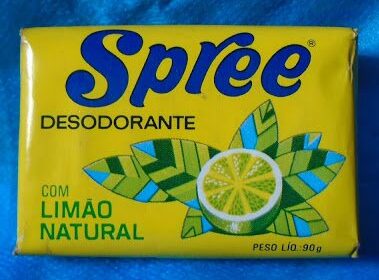 Spree®
DESODORANTE
COM
LIMÃO
NATURAL
PESO LÍQ.:90g